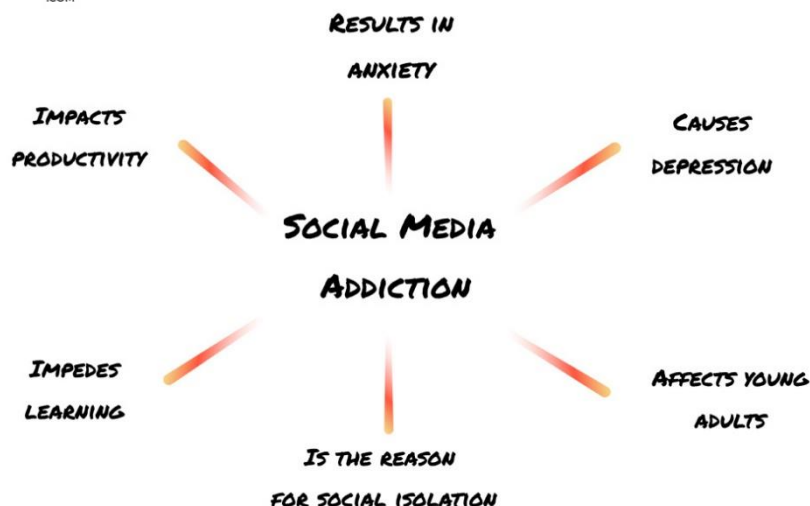 Results in
anxiety
Impacts
productivity
Causes
depression
Social Media
Addiction
Impedes
learning
Affects young
adults
Is the reason
for social isolation